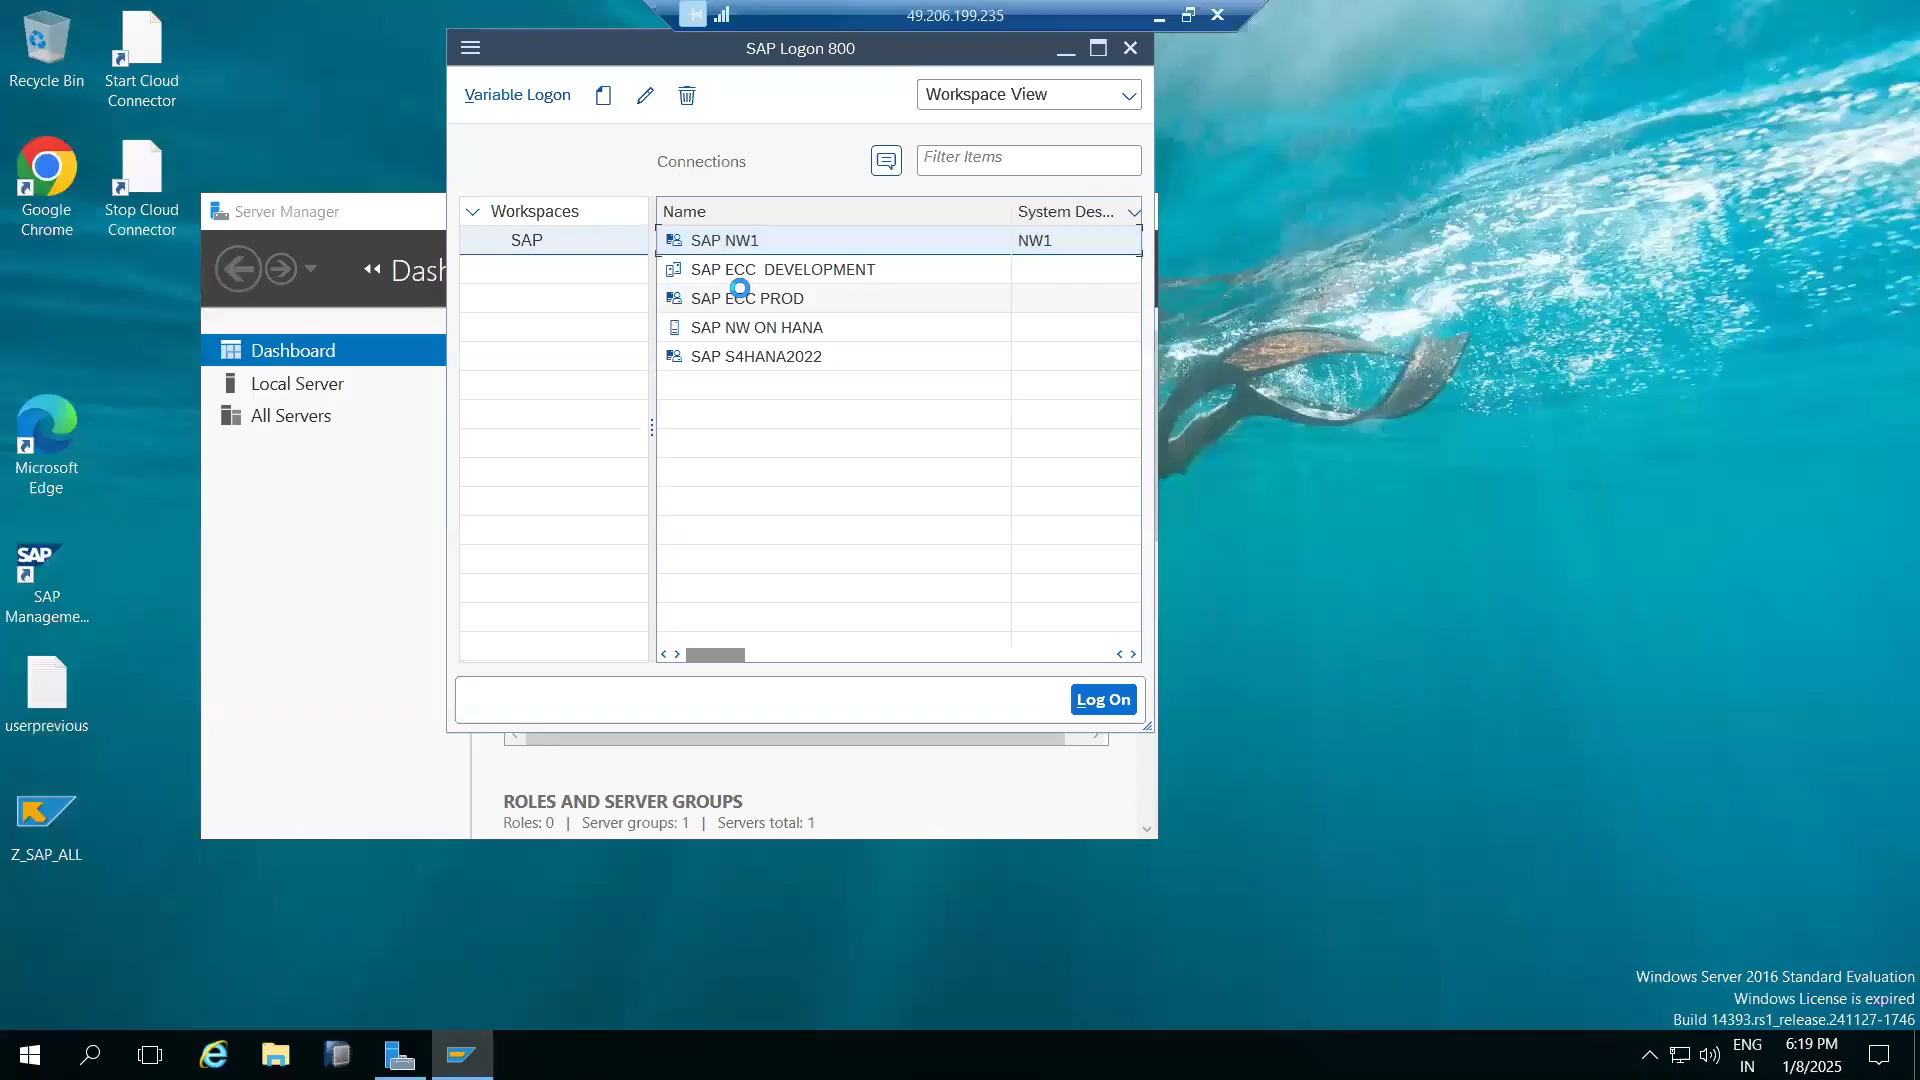 49.206.199.235
Recycle Bin
Start Cloud
Connector
Google
Chrome
Stop Cloud
Connector
Microsoft
Edge
SAP
SAP
Manageme...
userprevious
Z_SAP_ALL
Server Manager
Dash
Dashboard
Local Server
All Servers
SAP Logon 800
Variable Logon
Workspace View
Connections
Filter Items
Workspaces
SAP
Name
System Des...
SAP NW1
NW1
SAP ECC  DEVELOPMENT
SAP ECC PROD
SAP NW ON HANA
SAP S4HANA2022
Log On
ROLES AND SERVER GROUPS
Roles: 0   |   Server groups: 1   |   Servers total: 1
Windows Server 2016 Standard Evaluation
Windows License is expired
Build 14393.rs1_release.241127-1746
ENG
IN
6:19 PM
1/8/2025